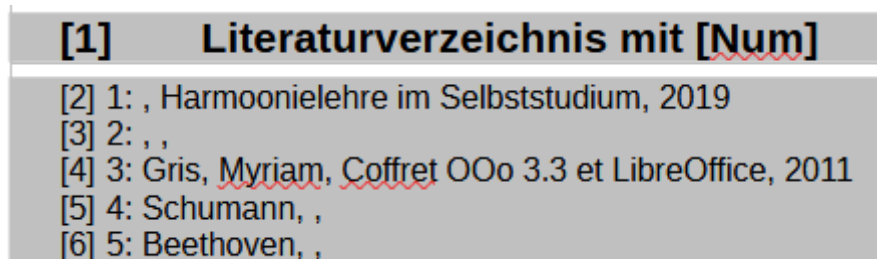 [1] Literaturverzeichnis mit [Num]
[2] 1: , Harmoonielehre im Selbststudium, 2019
[3] 2: , ,
[4] 3: Gris, Myriam, Coffret OOo 3.3 et LibreOffice, 2011
[5] 4: Schumann, ,
[6] 5: Beethoven, ,